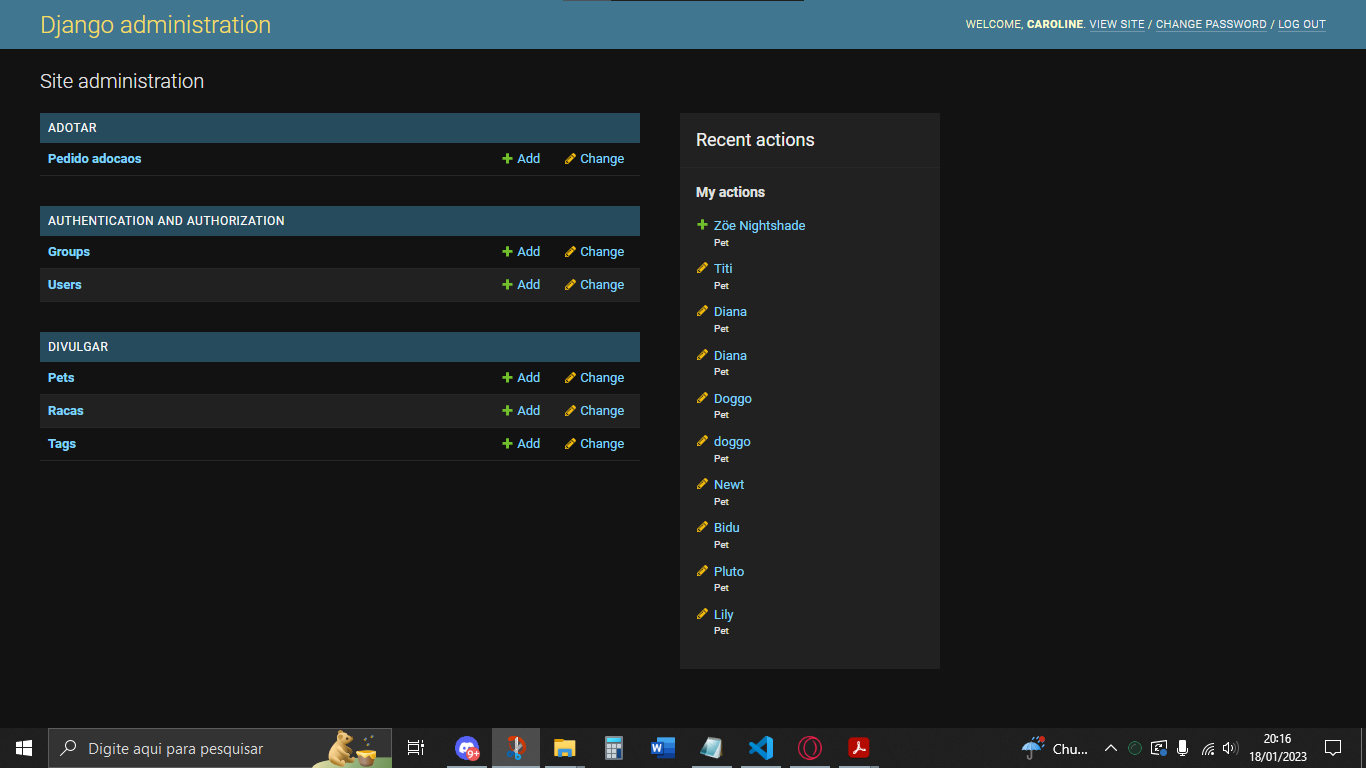 Django administration
WELCOME, CAROLINE. VIEW SITE / CHANGE PASSWORD / LOG OUT
Site administration
ADOTAR
Pedido adocaos Add Change
AUTHENTICATION AND AUTHORIZATION
Groups Add Change
Users Add Change
DIVULGAR
Pets Add Change
Racas Add Change
Tags Add Change
Recent actions
My actions
Zöe Nightshade
Pet
Titi
Pet
Diana
Pet
Diana
Pet
Doggo
Pet
doggo
Pet
Newt
Pet
Bidu
Pet
Pluto
Pet
Lily
Pet
Digite aqui para pesquisar
9+
W
Chu...
20:16
18/01/2023